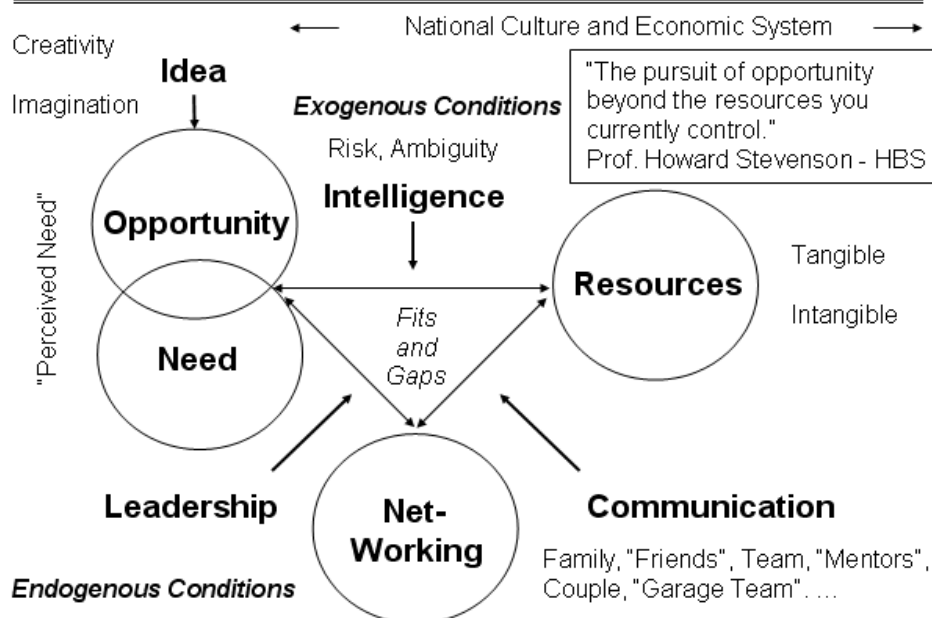 National Culture and Economic System
Creativity
Idea
Imagination
Exogenous Conditions
Risk, Ambiguity
Intelligence
"The pursuit of opportunity
beyond the resources you
currently control."
Prof. Howard Stevenson - HBS
"Perceived Need"
Opportunity
Need
Fits
and
Gaps
Resources
Tangible
Intangible
Leadership
Net-
Working
Communication
Family, "Friends", Team, "Mentors",
Couple, "Garage Team". ...
Endogenous Conditions